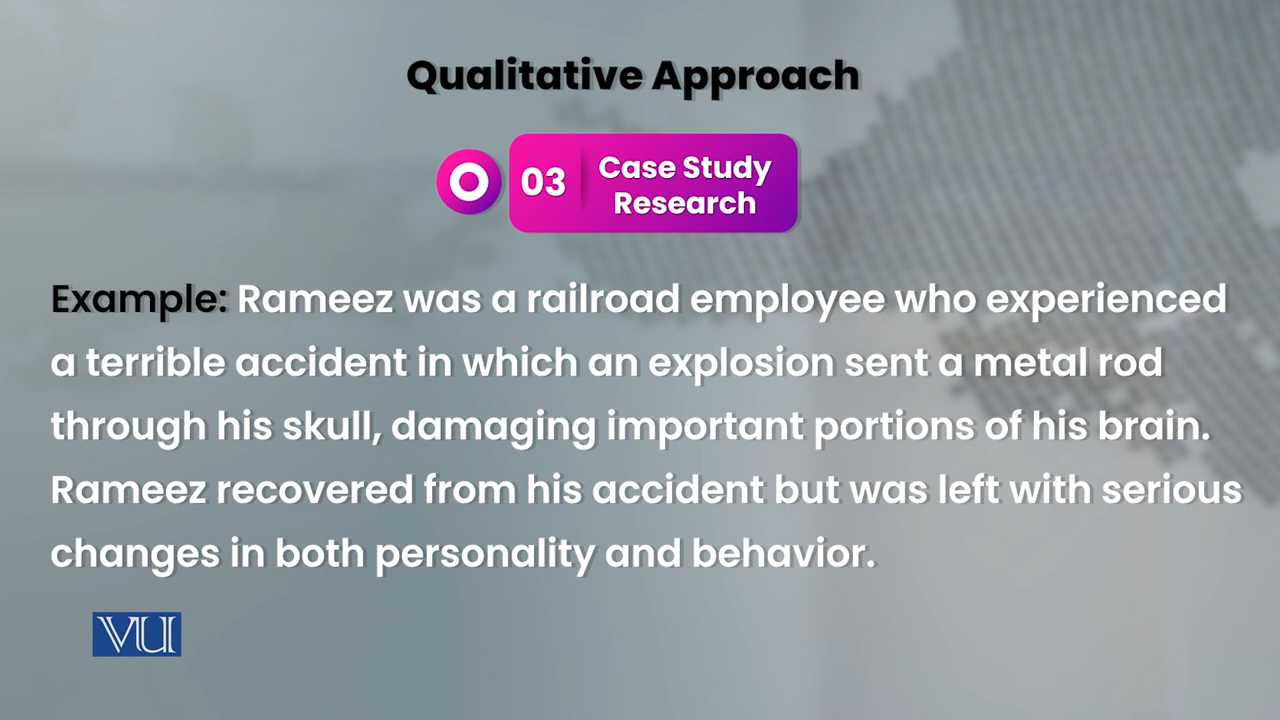 Qualitative Approach
03
Case Study
Research
Example: Rameez was a railroad employee who experienced
a terrible accident in which an explosion sent a metal rod
through his skull, damaging important portions of his brain.
Rameez recovered from his accident but was left with serious
changes in both personality and behavior.
VU